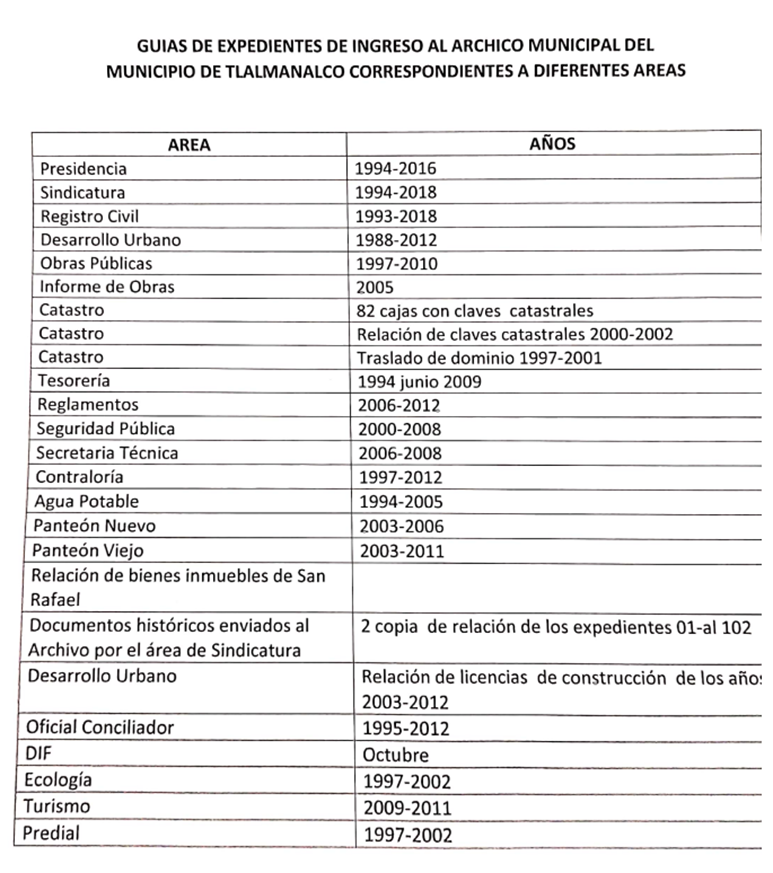 GUIAS DE EXPEDIENTES DE INGRESO AL ARCHICO MUNICIPAL DEL
MUNICIPIO DE TLALMANALCO CORRESPONDIENTES A DIFERENTES AREAS
AREA AÑOS
Presidencia 1994-2016
Sindicatura 1994-2018
Registro Civil 1993-2018
Desarrollo Urbano 1988-2012
Obras Públicas 1997-2010
Informe de Obras 2005
Catastro 82 cajas con claves catastrales
Catastro Relación de claves catastrales 2000-2002
Catastro Traslado de dominio 1997-2001
Tesorería 1994 junio 2009
Reglamentos 2006-2012
Seguridad Pública 2000-2008
Secretaria Técnica 2006-2008
Contraloría 1997-2012
Agua Potable 1994-2005
Panteón Nuevo 2003-2006
Panteón Viejo 2003-2011
Relación de bienes inmuebles de San
Rafael
Documentos históricos enviados al 2 copia de relación de los expedientes 01-al 102
Archivo por el área de Sindicatura
Desarrollo Urbano Relación de licencias de construcción de los años
2003-2012
Oficial Conciliador 1995-2012
DIF Octubre
Ecología 1997-2002
Turismo 2009-2011
Predial 1997-2002